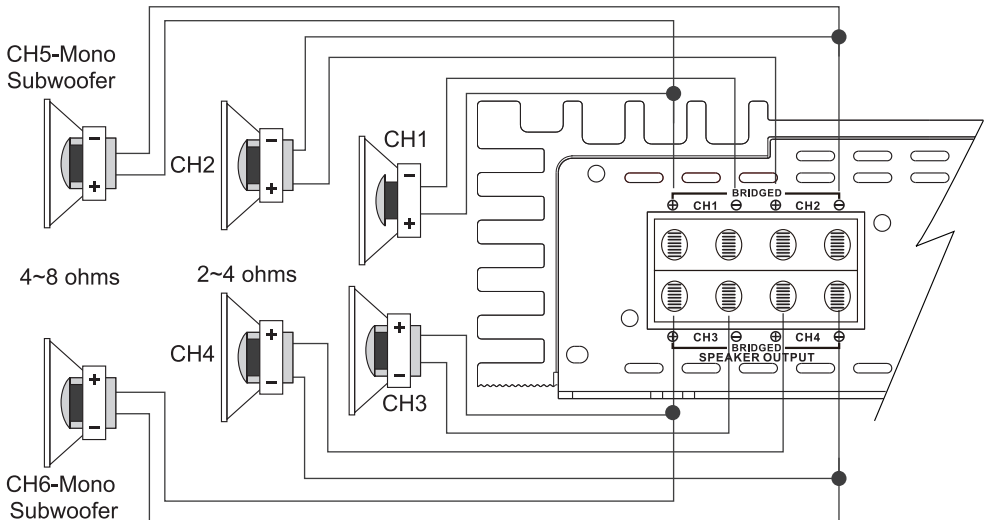 CH5-Mono
Subwoofer
CH2
CH1
− +
− +
− +
4~8 ohms
2~4 ohms
BRIDGED
⊕ CH1 ⊖ ⊕ CH2 ⊖
⊕ CH3 ⊖ ⊕ CH4 ⊖
BRIDGED
SPEAKER OUTPUT
CH4
CH3
+ −
+ −
+ −
CH6-Mono
Subwoofer